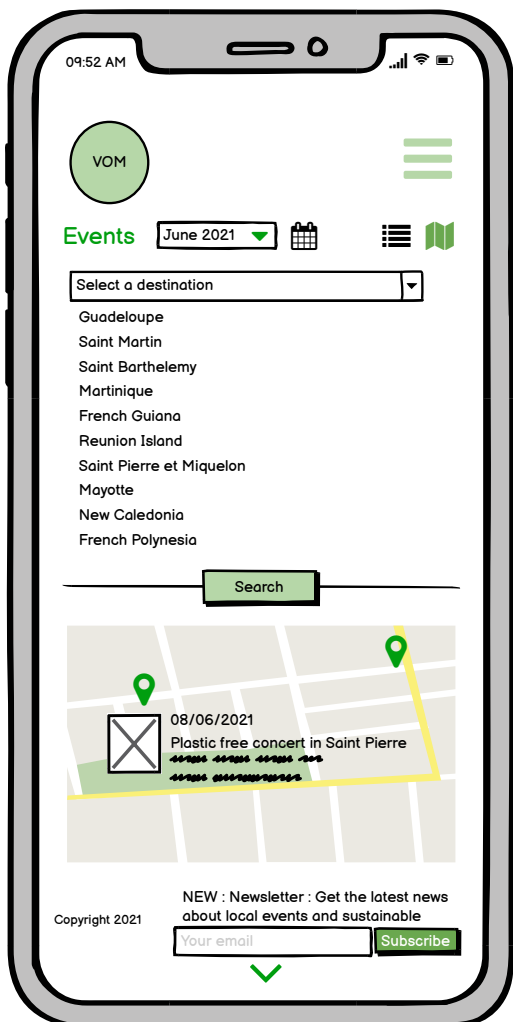 09:52 AM
VOM
Events
June 2021
Select a destination
Guadeloupe
Saint Martin
Saint Barthelemy
Martinique
French Guiana
Reunion Island
Saint Pierre et Miquelon
Mayotte
New Caledonia
French Polynesia
Search
08/06/2021
Plastic free concert in Saint Pierre
NEW : Newsletter : Get the latest news
about local events and sustainable
Copyright 2021
Your email
Subscribe